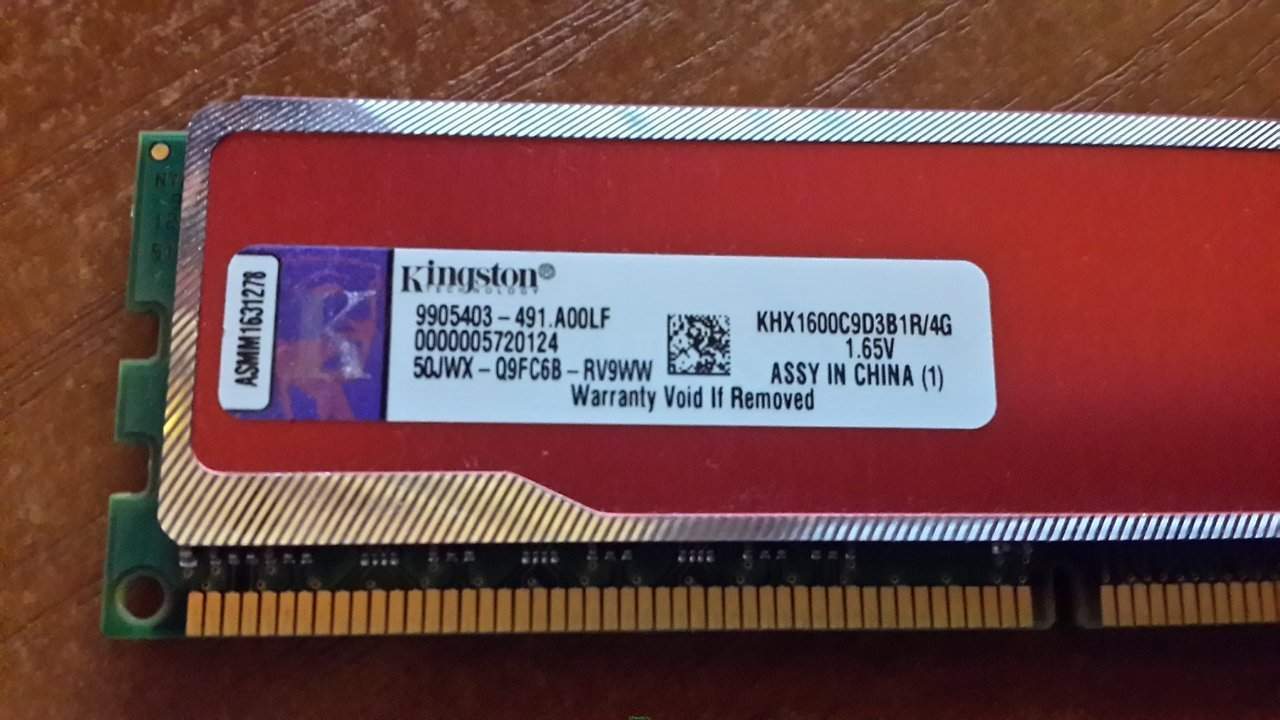 ASMM1631278
Kingston®
TECHNOLOGY
9905403-491.A00LF
0000005720124
50JWX-Q9FC6B-RV9WW
KHX1600C9D3B1R/4G
1.65V
ASSY IN CHINA (1)
Warranty Void If Removed